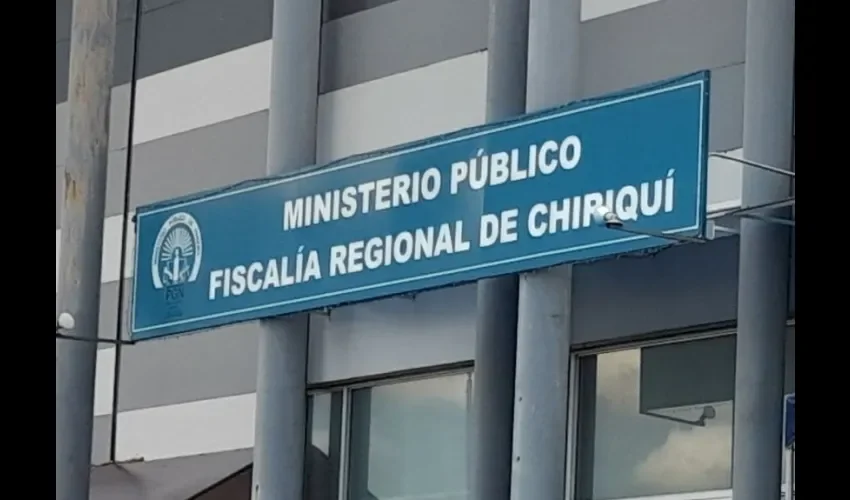 MINISTERIO PÚBLICO
FISCALÍA REGIONAL DE CHIRIQUÍ